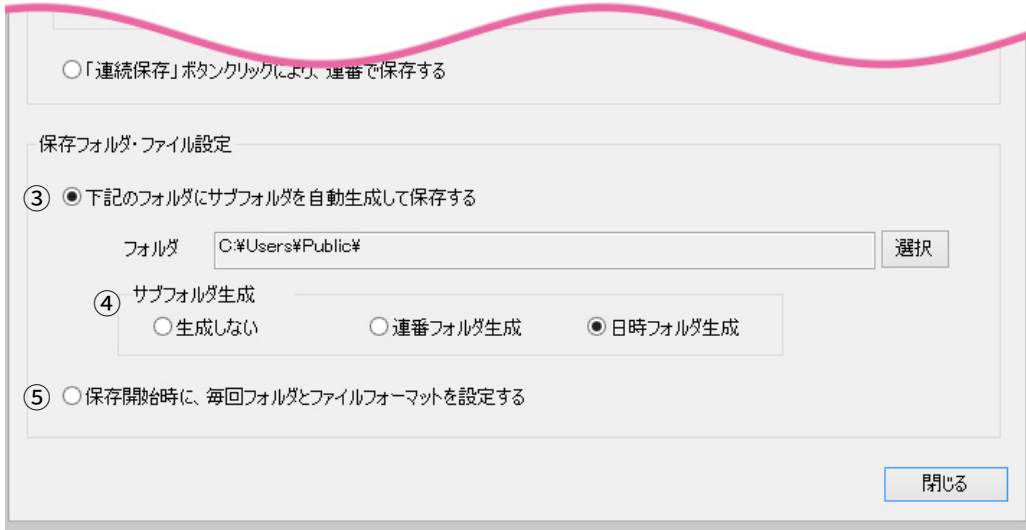 「連続保存」ボタンクリックにより、連番で保存する
保存フォルダ・ファイル設定
③ 下記のフォルダにサブフォルダを自動生成して保存する
フォルダ C:¥Users¥Public¥ 選択
④ サブフォルダ生成
生成しない 連番フォルダ生成 日時フォルダ生成
⑤ 保存開始時に、毎回フォルダとファイルフォーマットを設定する
閉じる